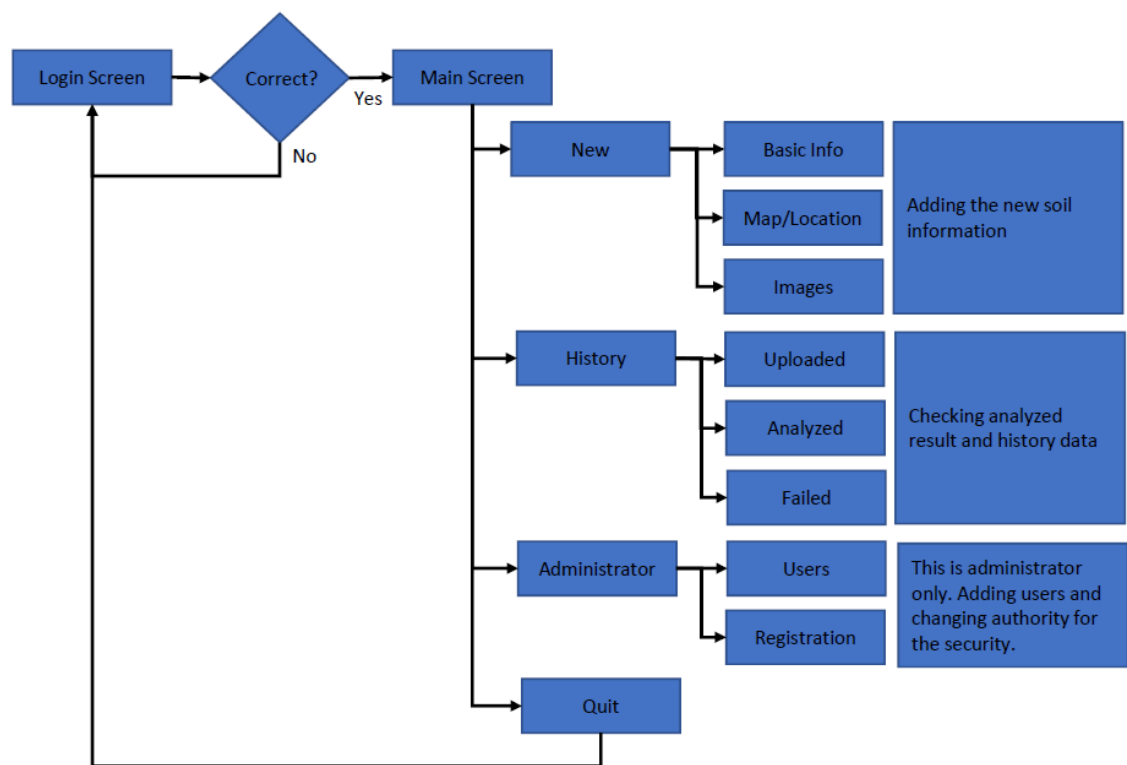 Login Screen
Correct?
Main Screen
Yes
No
New
Basic Info
Map/Location
Images
Adding the new soil
information
History
Uploaded
Analyzed
Failed
Checking analyzed
result and history data
Administrator
Users
Registration
This is administrator
only. Adding users and
changing authority for
the security.
Quit